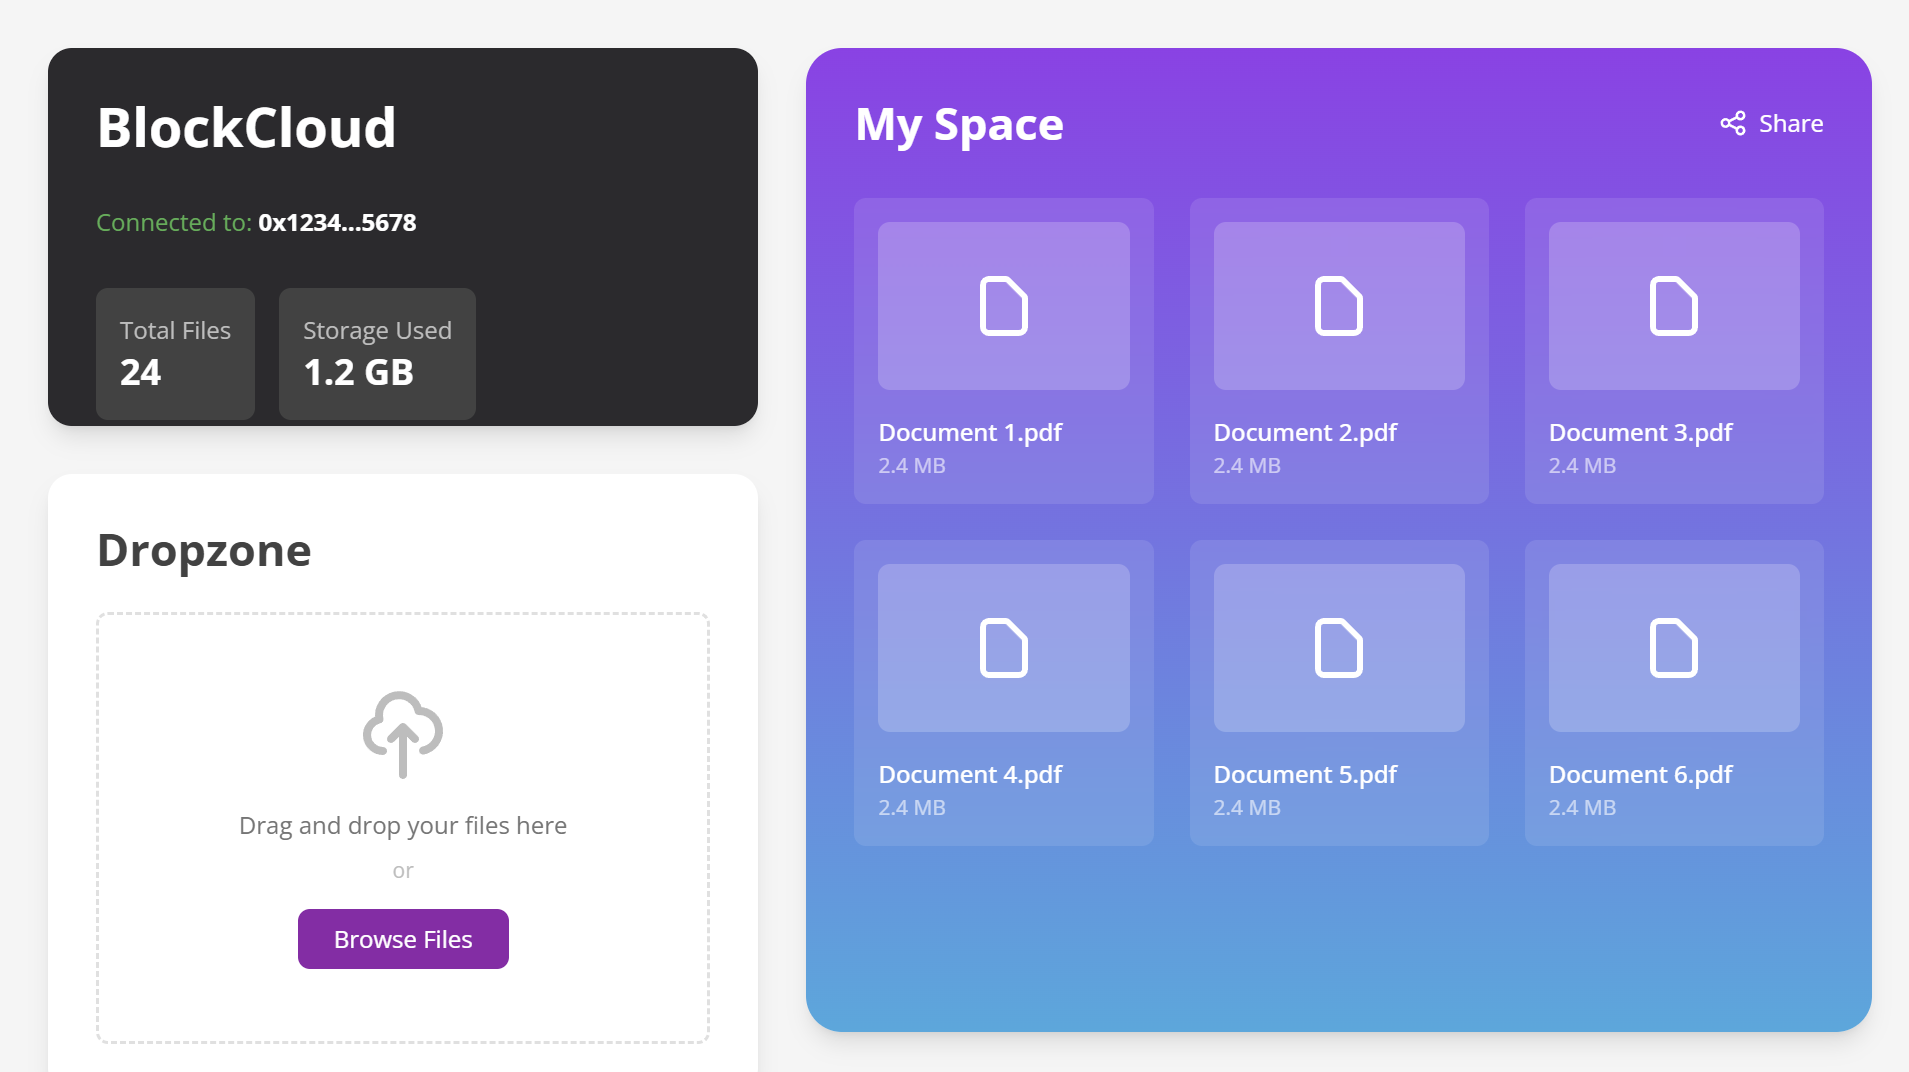 BlockCloud
Connected to: 0x1234...5678
Total Files
24
Storage Used
1.2 GB
Dropzone
Drag and drop your files here
or
Browse Files
My Space
Share
Document 1.pdf
2.4 MB
Document 2.pdf
2.4 MB
Document 3.pdf
2.4 MB
Document 4.pdf
2.4 MB
Document 5.pdf
2.4 MB
Document 6.pdf
2.4 MB